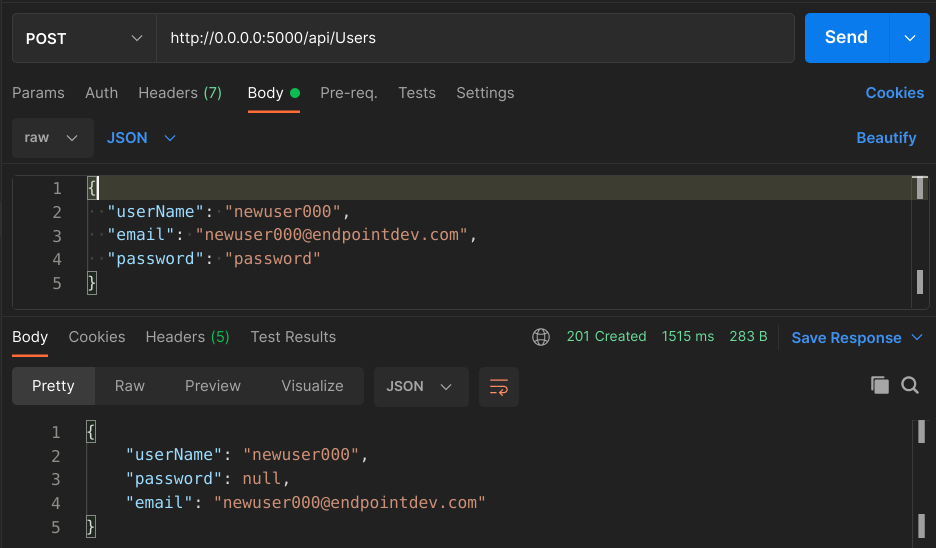 POST http://0.0.0.0:5000/api/Users Send
Params Auth Headers (7) Body Pre-req. Tests Settings Cookies
raw JSON Beautify
1 {
2 "userName": "newuser000",
3 "email": "newuser000@endpointdev.com",
4 "password": "password"
5 }
Body Cookies Headers (5) Test Results 201 Created 1515 ms 283 B Save Response
Pretty Raw Preview Visualize JSON
1 {
2 "userName": "newuser000",
3 "password": null,
4 "email": "newuser000@endpointdev.com"
5 }